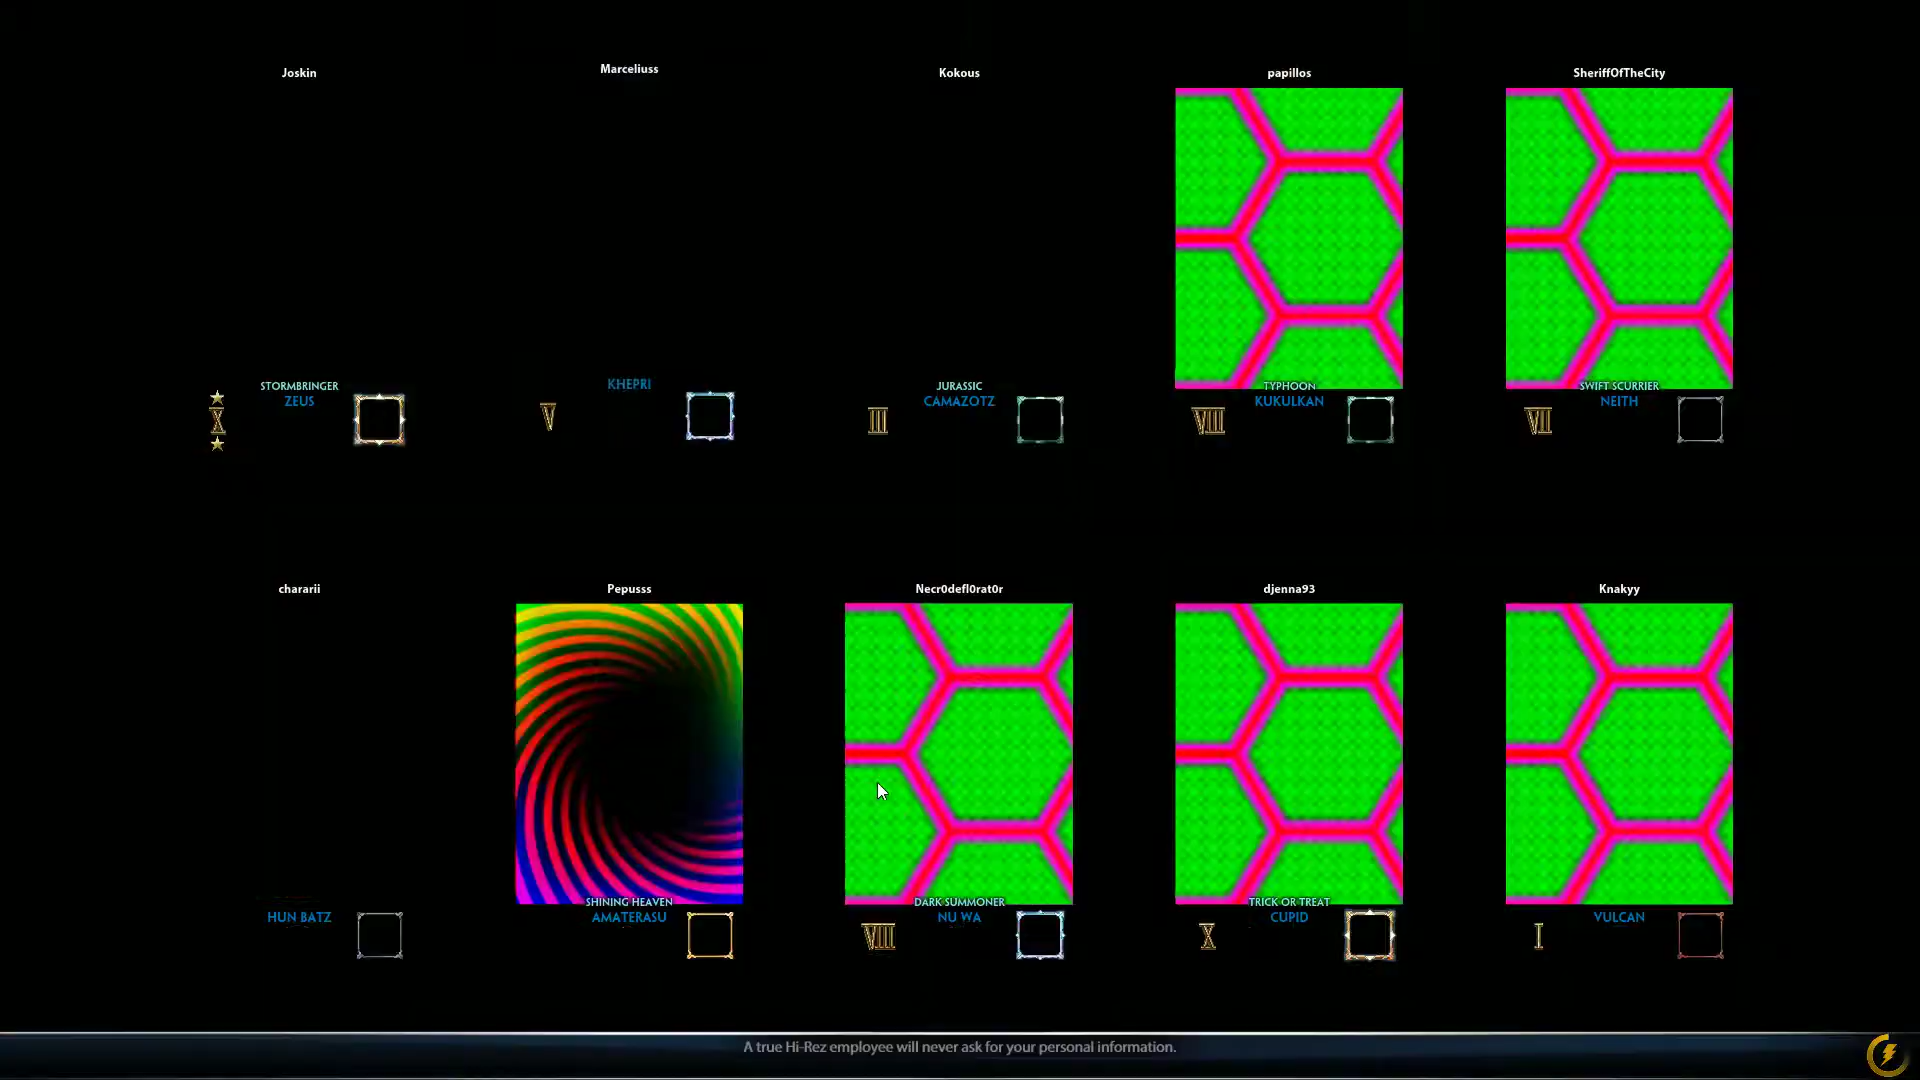 Joskin
Marceliuss
Kokous
papillos
SheriffOfTheCity
STORMBRINGER
ZEUS
X
KHEPRI
V
JURASSIC
CAMAZOTZ
III
TYPHOON
KUKULKAN
VIII
SWIFT SCURRIER
NEITH
VII
chararii
Pepusss
Necr0defl0rat0r
djenna93
Knakyy
HUN BATZ
SHINING HEAVEN
AMATERASU
DARK SUMMONER
NU WA
VIII
TRICK OR TREAT
CUPID
X
VULCAN
I
A true Hi-Rez employee will never ask for your personal information.